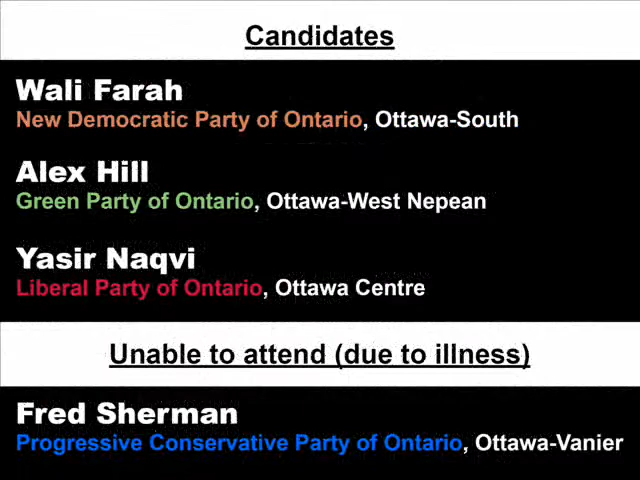 Candidates
Wali Farah
New Democratic Party of Ontario, Ottawa-South
Alex Hill
Green Party of Ontario, Ottawa-West Nepean
Yasir Naqvi
Liberal Party of Ontario, Ottawa Centre
Unable to attend (due to illness)
Fred Sherman
Progressive Conservative Party of Ontario, Ottawa-Vanier